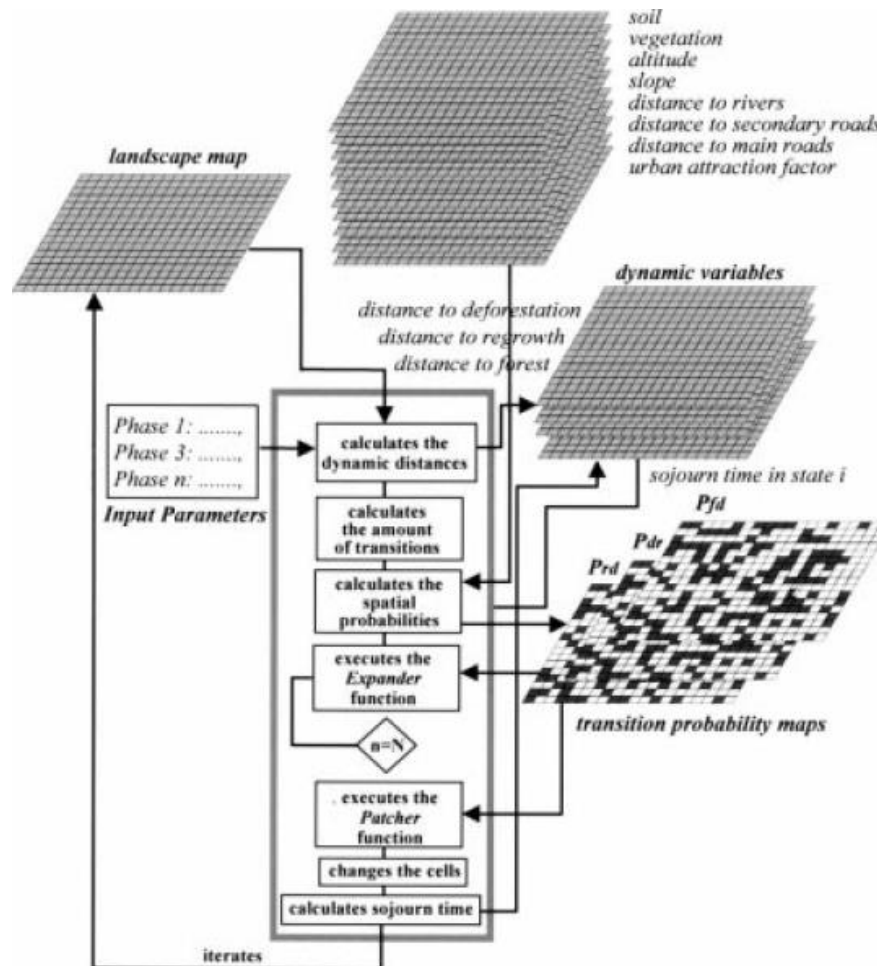 soil
vegetation
altitude
slope
distance to rivers
distance to secondary roads
distance to main roads
urban attraction factor
landscape map
dynamic variables
distance to deforestation
distance to regrowth
distance to forest
Phase 1: .......,
Phase 3: .......,
Phase n: .......,
Input Parameters
calculates the
dynamic distances
sojourn time in state i
calculates
the amount
of transitions
Pfd
Pdr
Prd
calculates the
spatial
probabilities
executes the
Expander
function
transition probability maps
n=N
. executes the
Patcher
function
changes the cells
calculates sojourn time
iterates